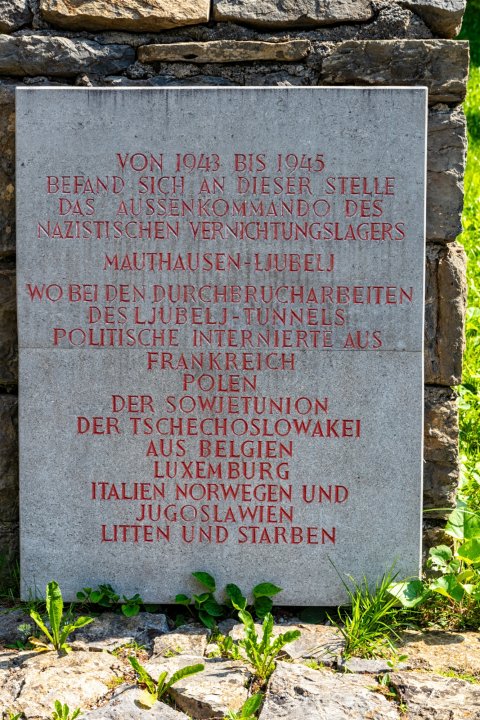 VON 1943 BIS 1945
BEFAND SICH AN DIESER STELLE
DAS AUSSENKOMMANDO DES
NAZISTISCHEN VERNICHTUNGSLAGERS
MAUTHAUSEN-LJUBELJ
WO BEI DEN DURCHBRUCHARBEITEN
DES LJUBELJ-TUNNELS
POLITISCHE INTERNIERTE AUS
FRANKREICH
POLEN
DER SOWJETUNION
DER TSCHECHOSLOWAKEI
AUS BELGIEN
LUXEMBURG
ITALIEN NORWEGEN UND
JUGOSLAWIEN
LITTEN UND STARBEN